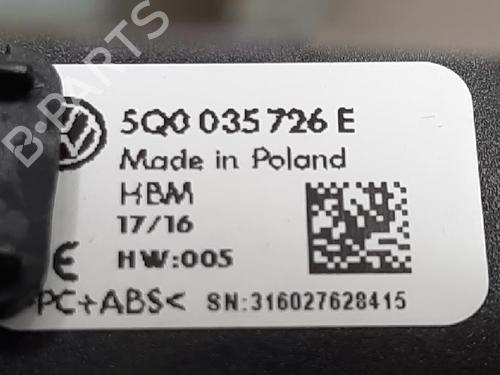 5Q0 035 726 E
Made in Poland
HBM
17/16
HW:005
PC+ABS<
SN:316027628415
B-PARTS